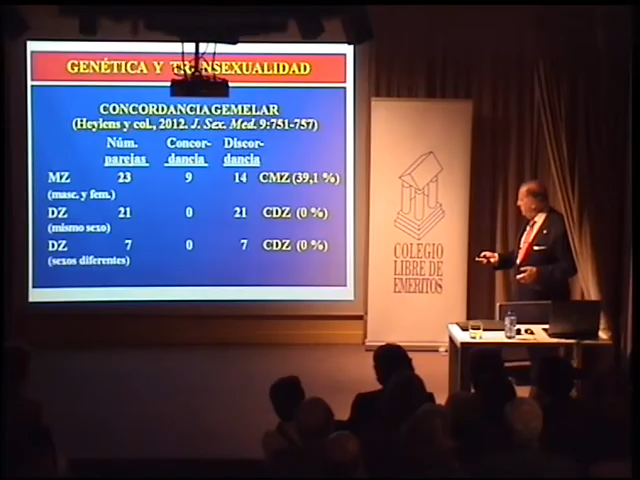 GENÉTICA Y TRANSEXUALIDAD
CONCORDANCIA GEMELAR
(Heylens y col., 2012. J. Sex. Med. 9:751-757)
Núm. Concor- Discor-
parejas dancia dancia
MZ 23 9 14 CMZ (39,1 %)
(masc. y fem.)
DZ 21 0 21 CDZ (0 %)
(mismo sexo)
DZ 7 0 7 CDZ (0 %)
(sexos diferentes)
COLEGIO
LIBRE DE
EMERITOS